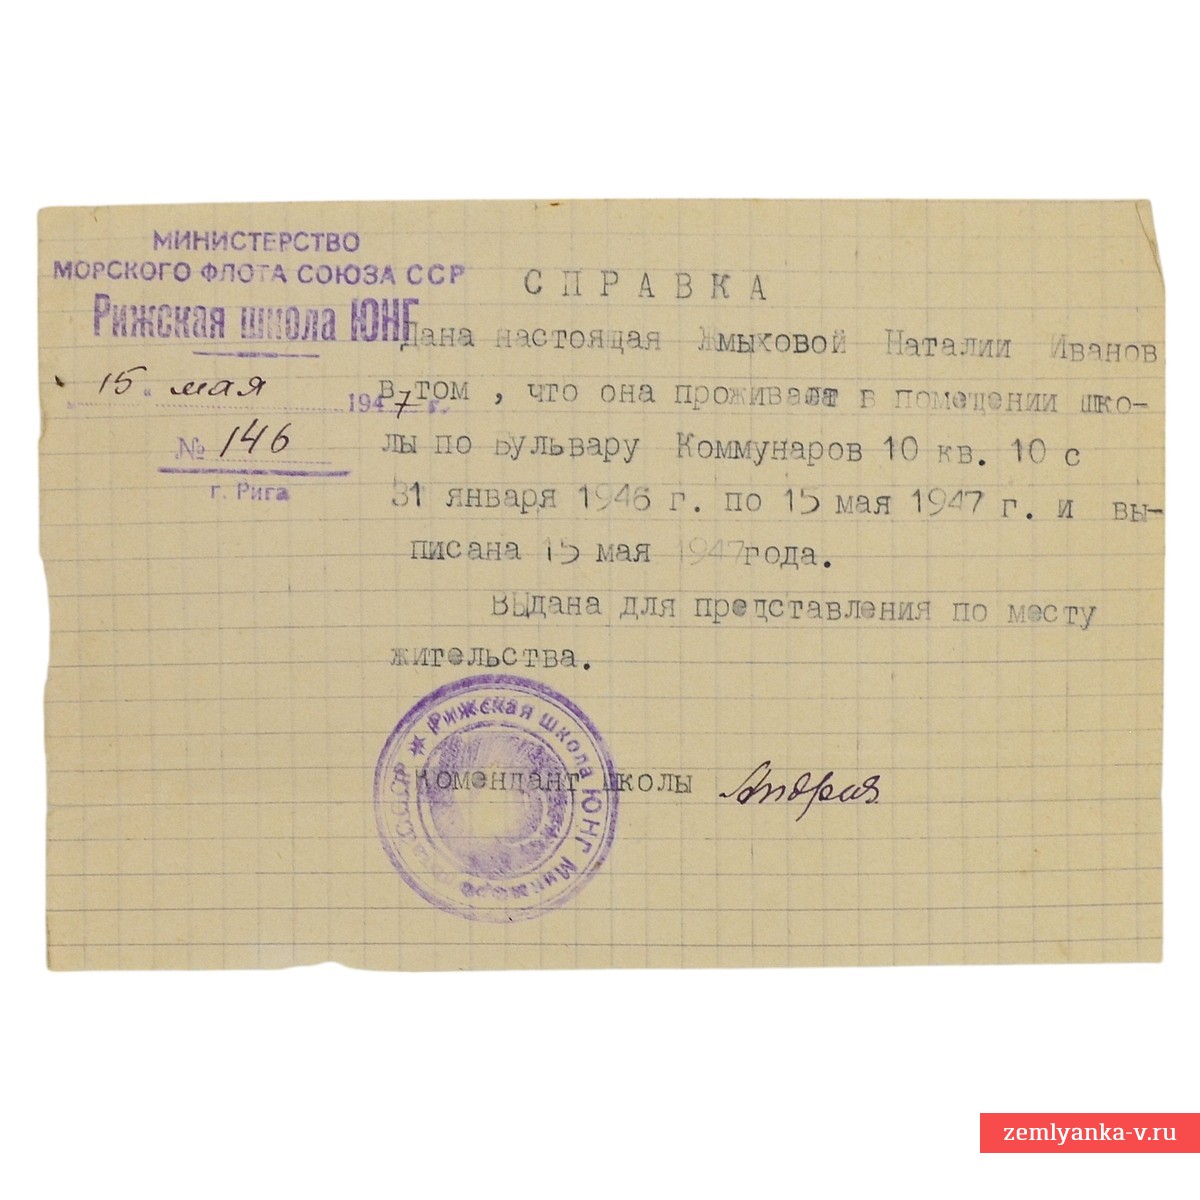 МИНИСТЕРСТВО
МОРСКОГО ФЛОТА СОЮЗА ССР
Рижская школа ЮНГ
15 " мая 1947 г.
№ 146
г. Рига
СПРАВКА
Дана настоящая Жмыховой Наталии Иванов
в том , что она проживает в помещении шко-
лы по Бульвару Коммунаров 10 кв. 10 с
31 января 1946 г. по 15 мая 1947 г. и вы-
писана 15 мая 1947 года.
Выдана для представления по месту
жительства.
Комендант школы
Рижская школа ЮНГ
zemlyanka-v.ru